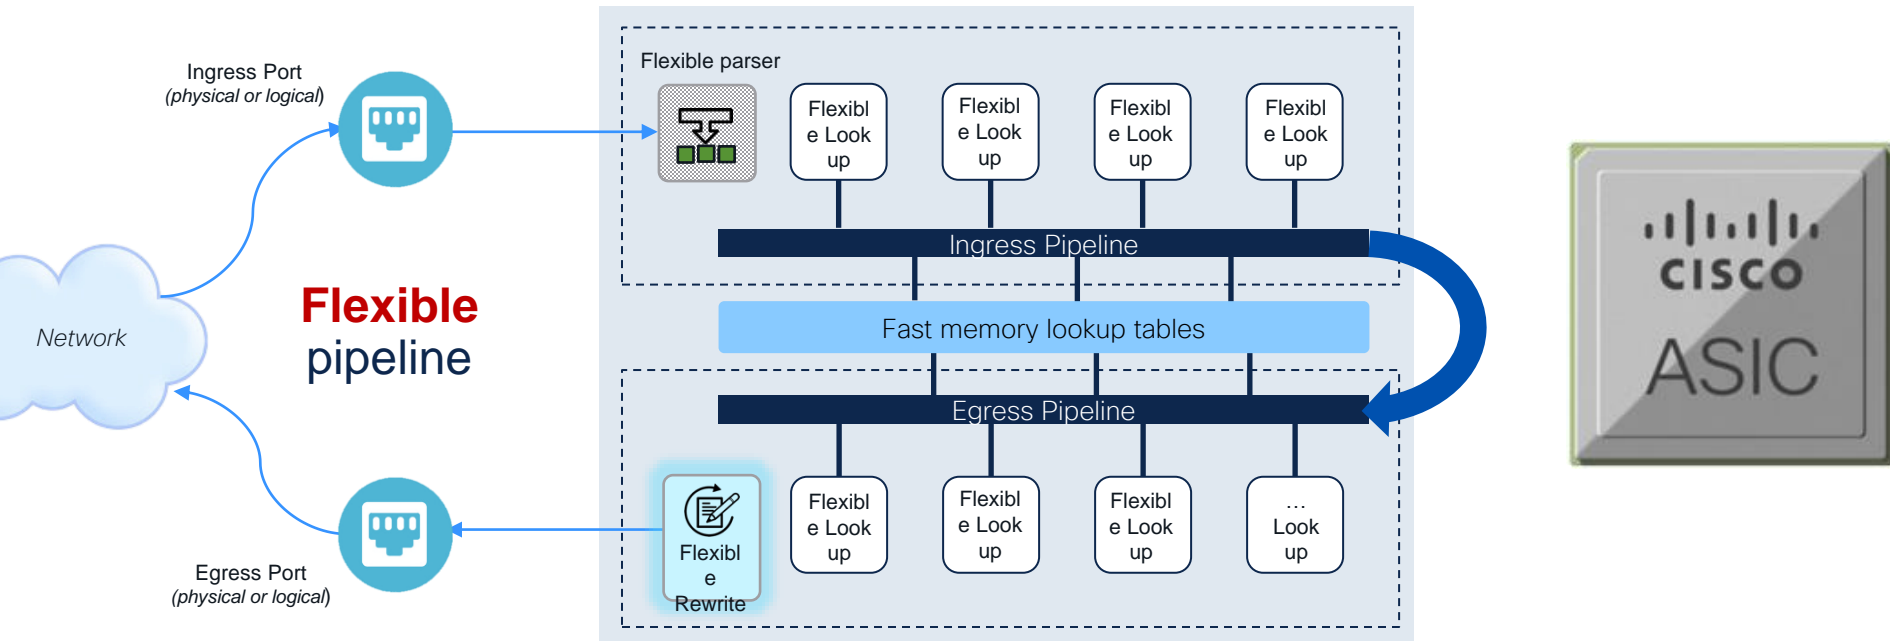 Ingress Port
(physical or logical)
Flexible parser
Flexibl
e Look
up
Flexibl
e Look
up
Flexibl
e Look
up
Flexibl
e Look
up
Ingress Pipeline
Network
Flexible
pipeline
Fast memory lookup tables
CISCO
ASIC
Egress Pipeline
Flexibl
e
Rewrite
Flexibl
e Look
up
Flexibl
e Look
up
Flexibl
e Look
up
...
Look
up
Egress Port
(physical or logical)